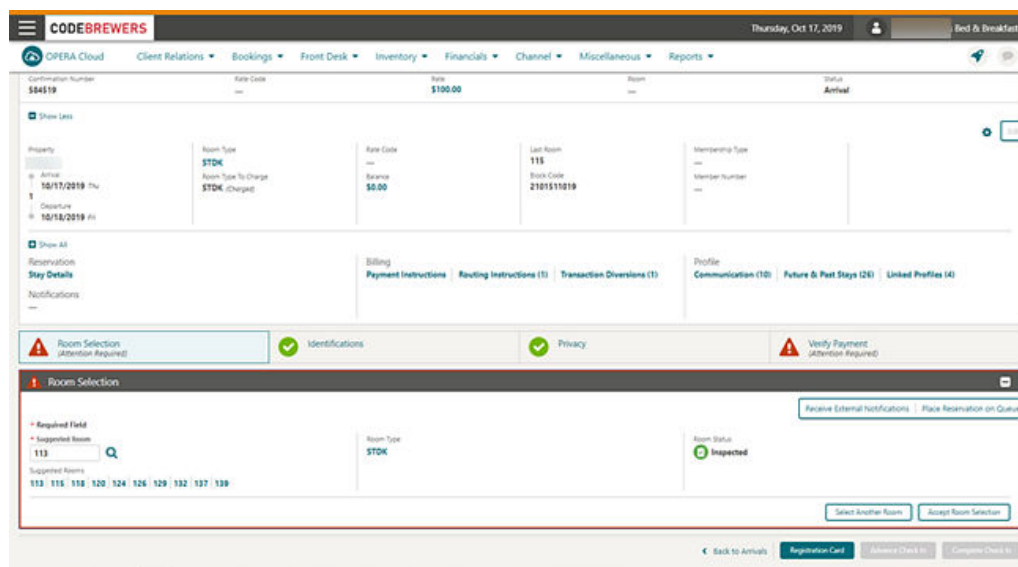 CODEBREWERS
Thursday, Oct 17, 2019
Bed & Breakfast
OPERA Cloud Client Relations Bookings Front Desk Inventory Financials Channel Miscellaneous Reports
Confirmation Number Rate Code Rate Room Status
584519 — $100.00 — Arrival
Show Less
Property Room Type Rate Code Last Room Membership Type
STDK — 115 —
Arrival Room Type To Charge Balance Block Code Member Number
10/17/2019 Thu STDK (Charged) $0.00 2101511019 —
1
Departure
10/18/2019 Fri
Show All
Reservation Billing Profile
Stay Details Payment Instructions Routing Instructions (1) Transaction Diversions (1) Communication (10) Future & Past Stays (26) Linked Profiles (4)
Notifications
—
Room Selection Identifications Privacy Verify Payment
(Attention Required) (Attention Required)
Room Selection
Receive External Notifications Place Reservation on Queue
* Required Field
* Suggested Room Room Type Room Status
113 STDK Inspected
Suggested Rooms
113 115 118 120 124 126 129 132 137 139
Select Another Room Accept Room Selection
Back to Arrivals Registration Card Advance Check In Complete Check In